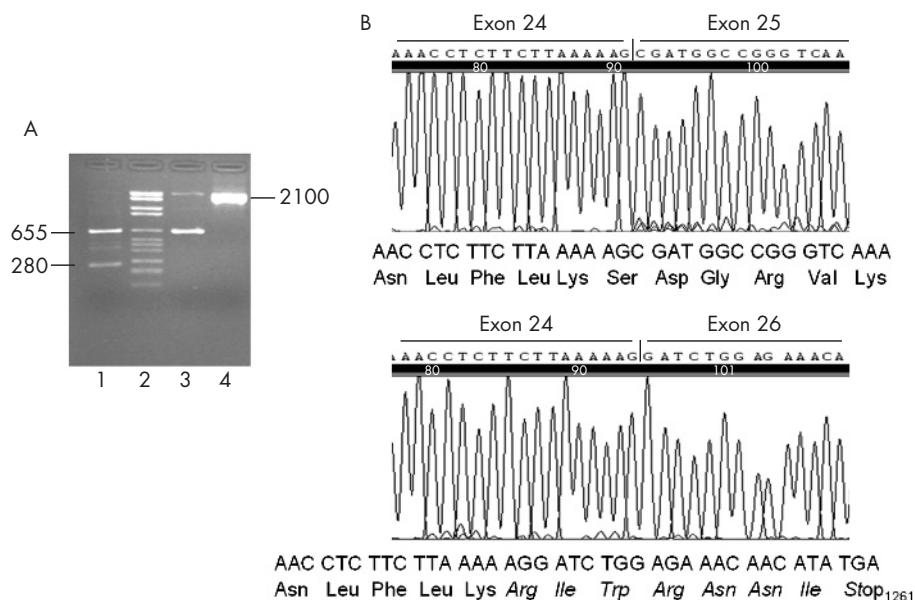 A
655
280
2100
1 2 3 4
B
Exon 24 Exon 25
AAACCTCTTCTTAAAAAGCGATGGCCGGGTCAA
80 90 100
AAC CTC TTC TTA AAA AGC GAT GGC CGG GTC AAA
Asn Leu Phe Leu Lys Ser Asp Gly Arg Val Lys
Exon 24 Exon 26
AACCTCTTCTTAAAAAGGATCTGGAGAAACA
80 90 101
AAC CTC TTC TTA AAA AGG ATC TGG AGA AAC AAC ATA TGA
Asn Leu Phe Leu Lys Arg Ile Trp Arg Asn Asn Ile Stop1261